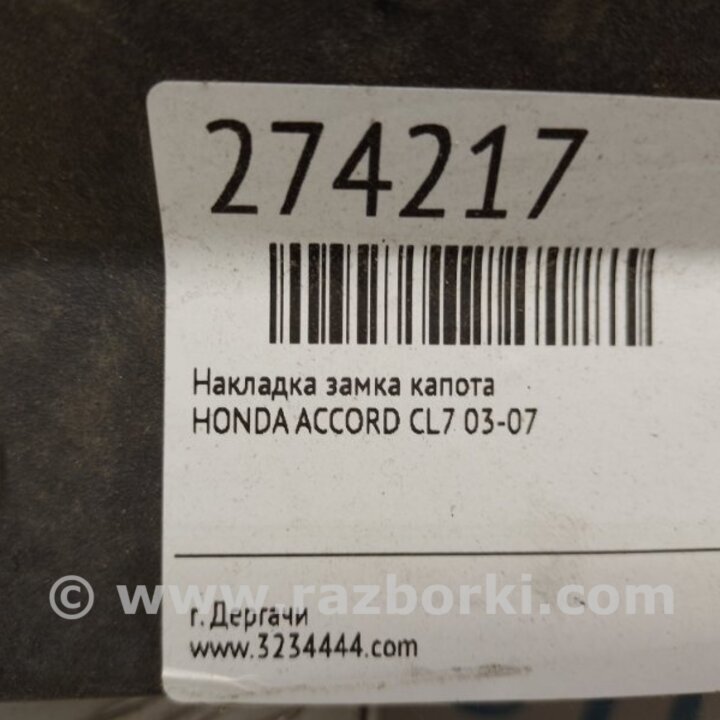 274217
Накладка замка капота
HONDA ACCORD CL7 03-07
© www.razborki.com
г. Дергачи
www.3234444.com